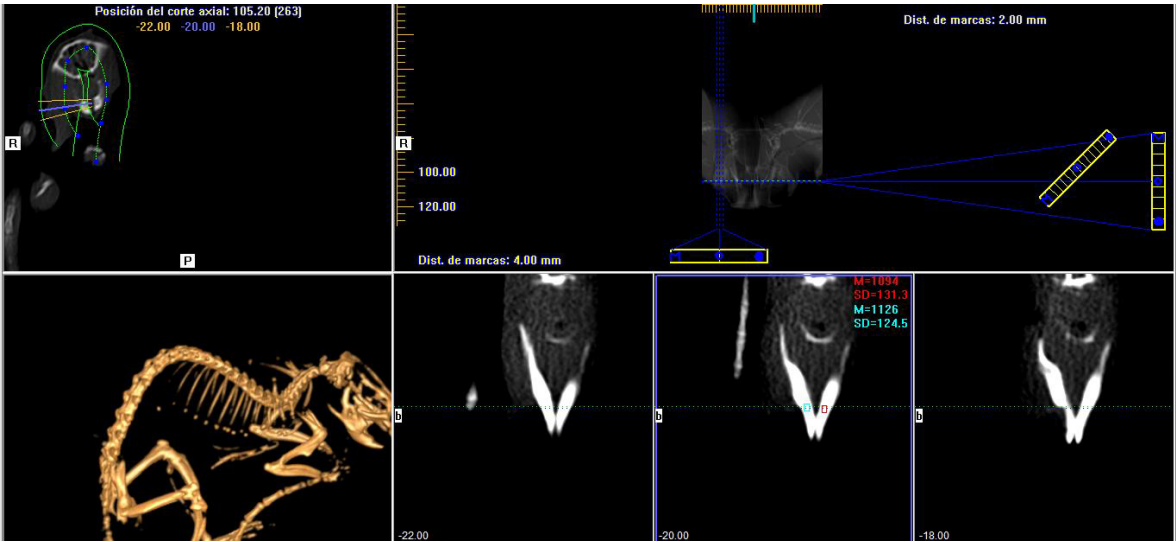 Posición del corte axial: 105.20 (263)
-22.00 -20.00 -18.00
R
P
R
100.00
120.00
Dist. de marcas: 4.00 mm
Dist. de marcas: 2.00 mm
b
-22.00
M=1094
SD=131.3
M=1126
SD=124.5
b
-20.00
b
-18.00